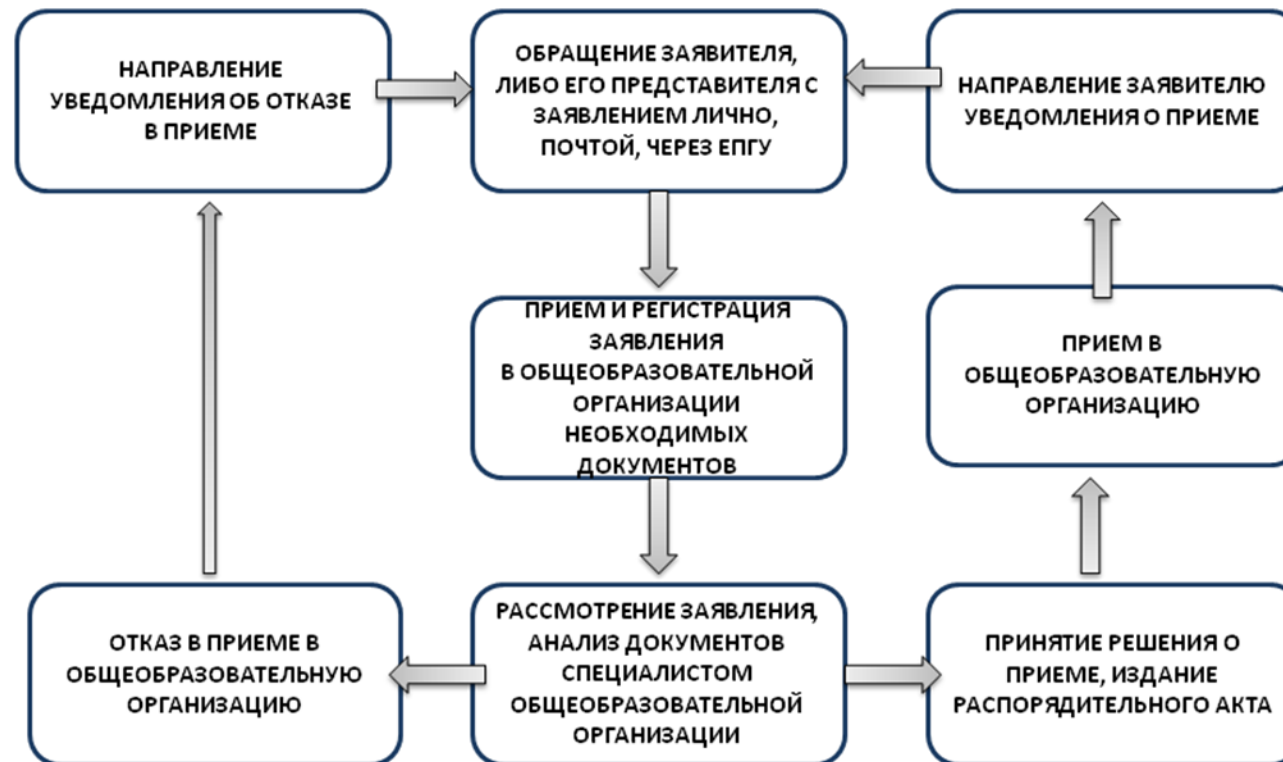 НАПРАВЛЕНИЕ
УВЕДОМЛЕНИЯ ОБ ОТКАЗЕ
В ПРИЕМЕ
ОБРАЩЕНИЕ ЗАЯВИТЕЛЯ,
ЛИБО ЕГО ПРЕДСТАВИТЕЛЯ С
ЗАЯВЛЕНИЕМ ЛИЧНО,
ПОЧТОЙ, ЧЕРЕЗ ЕПГУ
НАПРАВЛЕНИЕ ЗАЯВИТЕЛЮ
УВЕДОМЛЕНИЯ О ПРИЕМЕ
ПРИЕМ И РЕГИСТРАЦИЯ
ЗАЯВЛЕНИЯ
В ОБЩЕОБРАЗОВАТЕЛЬНОЙ
ОРГАНИЗАЦИИ
НЕОБХОДИМЫХ
ДОКУМЕНТОВ
ПРИЕМ В
ОБЩЕОБРАЗОВАТЕЛЬНУЮ
ОРГАНИЗАЦИЮ
ОТКАЗ В ПРИЕМЕ В
ОБЩЕОБРАЗОВАТЕЛЬНУЮ
ОРГАНИЗАЦИЮ
РАССМОТРЕНИЕ ЗАЯВЛЕНИЯ,
АНАЛИЗ ДОКУМЕНТОВ
СПЕЦИАЛИСТОМ
ОБЩЕОБРАЗОВАТЕЛЬНОЙ
ОРГАНИЗАЦИИ
ПРИНЯТИЕ РЕШЕНИЯ О
ПРИЕМЕ, ИЗДАНИЕ
РАСПОРЯДИТЕЛЬНОГО АКТА